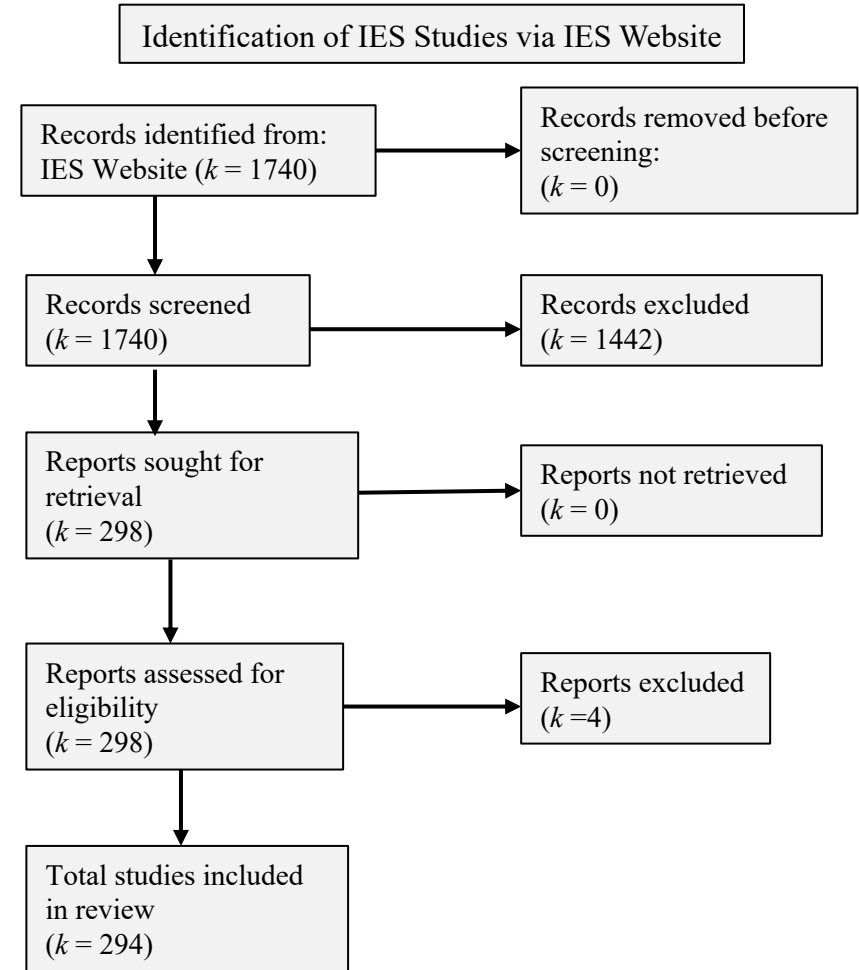 Identification of IES Studies via IES Website
Records identified from:
IES Website (k = 1740)
Records removed before
screening:
(k = 0)
Records screened
(k = 1740)
Records excluded
(k = 1442)
Reports sought for
retrieval
(k = 298)
Reports not retrieved
(k = 0)
Reports assessed for
eligibility
(k = 298)
Reports excluded
(k =4)
Total studies included
in review
(k = 294)